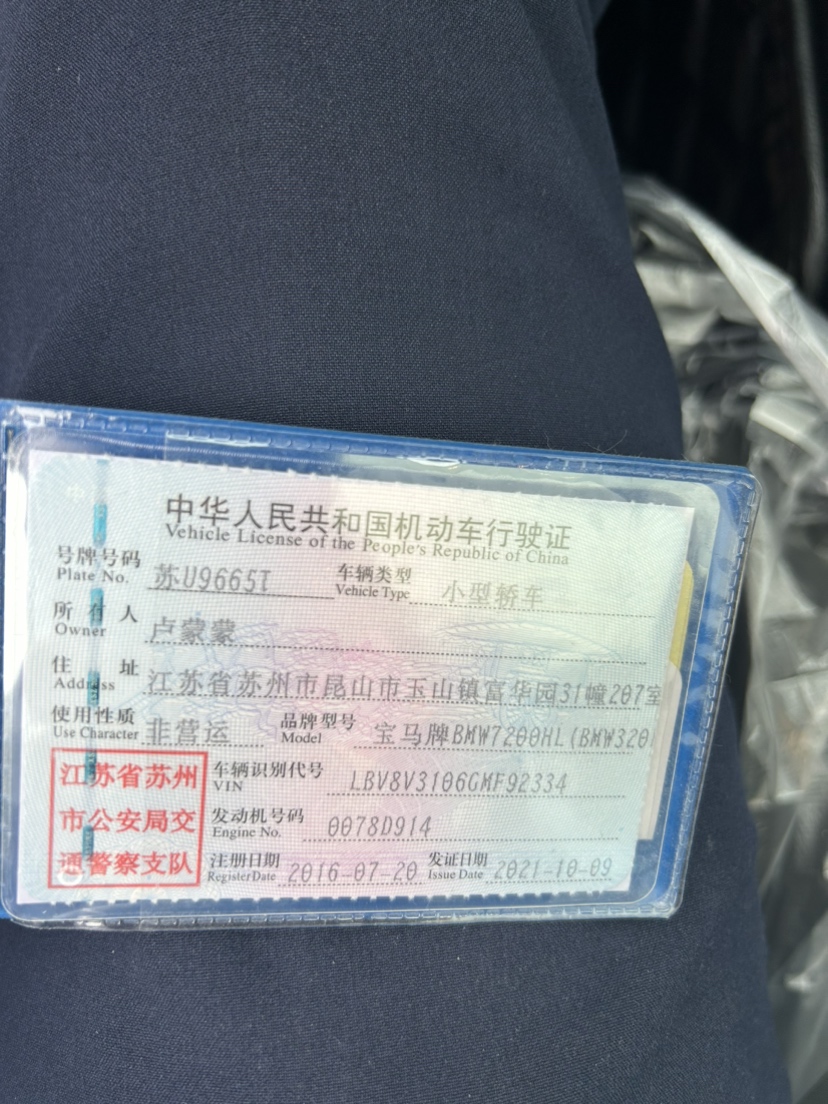 中华人民共和国机动车行驶证
Vehicle License of the People's Republic of China
号牌号码 Plate No. 苏U9665T 车辆类型 Vehicle Type 小型轿车
所有人 Owner 卢蒙蒙
住址 Address 江苏省苏州市昆山市玉山镇富华园31幢207室
使用性质 Use Character 非营运 品牌型号 Model 宝马牌BMW7200HL(BMW320
江苏省苏州
市公安局交
通警察支队
车辆识别代号 VIN LBV8V3106GMF92334
发动机号码 Engine No. 0078D914
注册日期 Register Date 2016-07-20 发证日期 Issue Date 2021-10-09